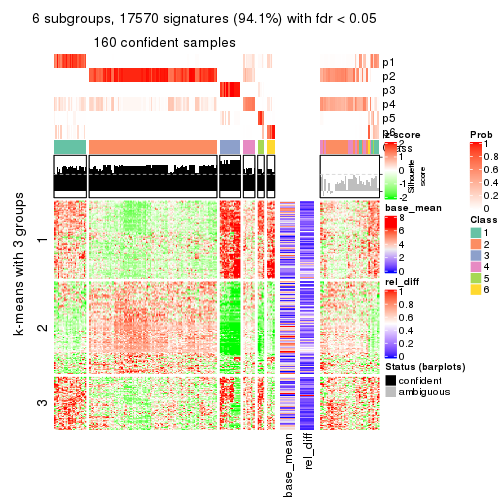 6 subgroups, 17570 signatures (94.1%) with fdr < 0.05
160 confident samples
p1
p2
p3
p4
p5
p6
Class
z_score
2
1
0
-1
-2
Silhouette
score
Prob
1
0.8
0.6
0.4
0.2
0
base_mean
8
6
4
2
0
Class
1
2
3
4
5
6
rel_diff
1
0.8
0.6
0.4
0.2
0
Status (barplots)
confident
ambiguous
k-means with 3 groups
1
2
3
base_mean
rel_diff